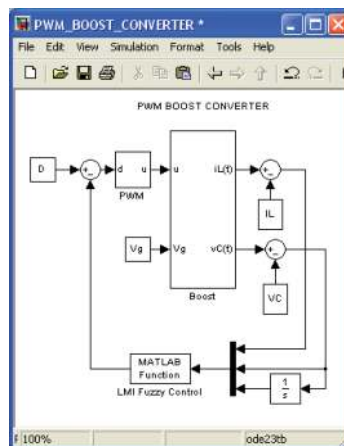 PWM_BOOST_CONVERTER *
File Edit View Simulation Format Tools Help
PWM BOOST CONVERTER
D
+_
d u
PWM
u
iL(t)
+_
IL
Vg
Vg
vC(t)
+_
Boost
VC
MATLAB
Function
LMI Fuzzy Control
1
s
100%
ode23tb